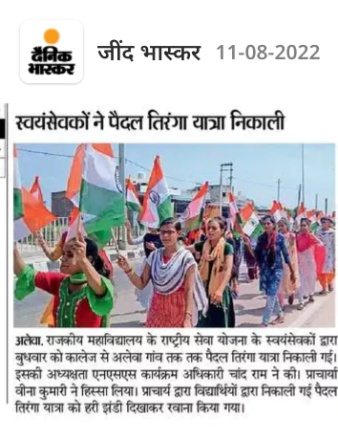 दैनिक
भास्कर
जींद भास्कर 11-08-2022
स्वयंसेवकों ने पैदल तिरंगा यात्रा निकाली
अलेवा. राजकीय महाविद्यालय के राष्ट्रीय सेवा योजना के स्वयंसेवकों द्वारा
बुधवार को कालेज से अलेवा गांव तक तक पैदल तिरंगा यात्रा निकाली गई।
इसकी अध्यक्षता एनएसएस कार्यक्रम अधिकारी चांद राम ने की। प्राचार्या
वीना कुमारी ने हिस्सा लिया। प्राचार्य द्वारा विद्यार्थियों द्वारा निकाली गई पैदल
तिरंगा यात्रा को हरी झंडी दिखाकर रवाना किया गया।